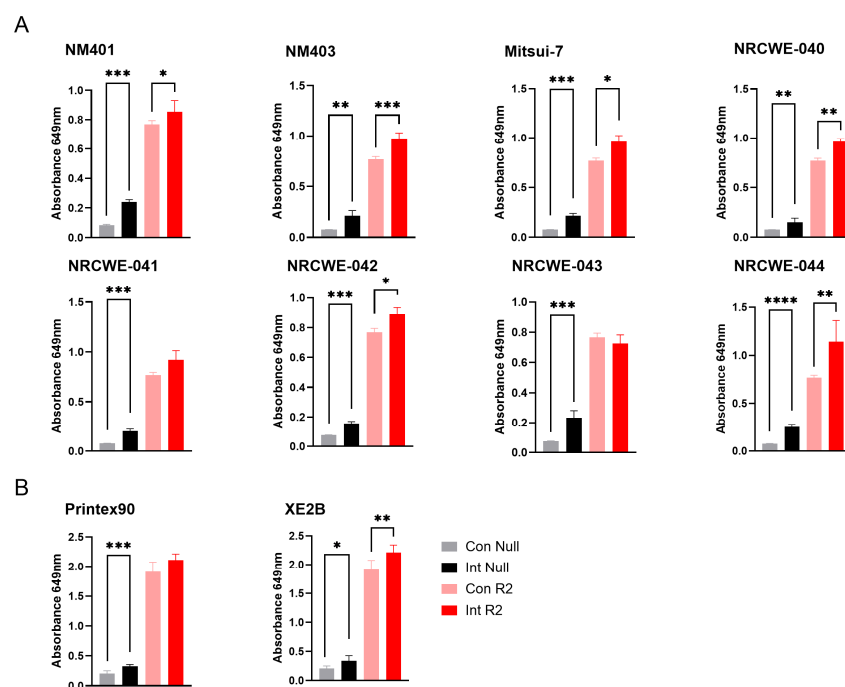 A
NM401
NM403
Mitsui-7
NRCWE-040
Absorbance 649nm
1.0
0.8
0.6
0.4
0.2
0.0
***
*
Absorbance 649nm
1.5
1.0
0.5
0.0
**
***
Absorbance 649nm
1.5
1.0
0.5
0.0
***
*
Absorbance 649nm
1.5
1.0
0.5
0.0
**
**
NRCWE-041
NRCWE-042
NRCWE-043
NRCWE-044
Absorbance 649nm
1.5
1.0
0.5
0.0
***
Absorbance 649nm
1.0
0.8
0.6
0.4
0.2
0.0
***
*
Absorbance 649nm
1.0
0.8
0.6
0.4
0.2
0.0
***
Absorbance 649nm
1.5
1.0
0.5
0.0
****
**
B
Printex90
XE2B
Absorbance 649nm
2.5
2.0
1.5
1.0
0.5
0.0
***
Absorbance 649nm
2.5
2.0
1.5
1.0
0.5
0.0
*
**
Con Null
Int Null
Con R2
Int R2